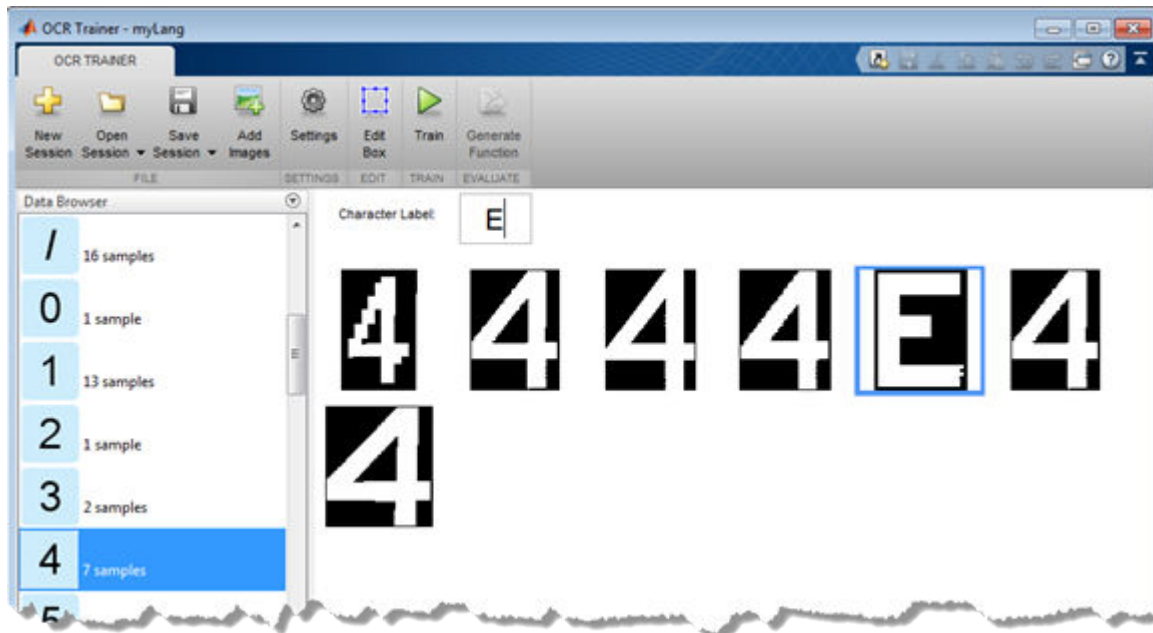 OCR Trainer - myLang
OCR TRAINER
New Session
Open Session
Save Session
Add Images
Settings
Edit Box
Train
Generate Function
FILE
SETTINGS
EDIT
TRAIN
EVALUATE
Data Browser
Character Label:
E
/
16 samples
0
1 sample
1
13 samples
2
1 sample
3
2 samples
4
7 samples
5
4 4 4 4 E 4
4